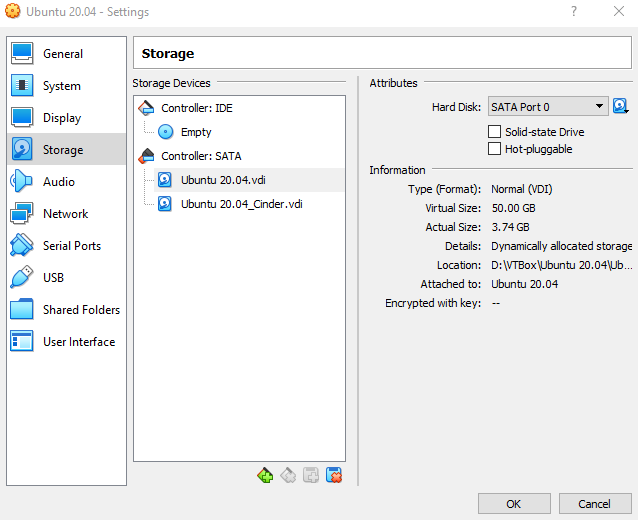 Ubuntu 20.04 - Settings
General
System
Display
Storage
Audio
Network
Serial Ports
USB
Shared Folders
User Interface
Storage
Storage Devices
Controller: IDE
Empty
Controller: SATA
Ubuntu 20.04.vdi
Ubuntu 20.04_Cinder.vdi
Attributes
Hard Disk: SATA Port 0
Solid-state Drive
Hot-pluggable
Information
Type (Format): Normal (VDI)
Virtual Size: 50.00 GB
Actual Size: 3.74 GB
Details: Dynamically allocated storage
Location: D:\VTBox\Ubuntu 20.04\Ub...
Attached to: Ubuntu 20.04
Encrypted with key: --
OK Cancel